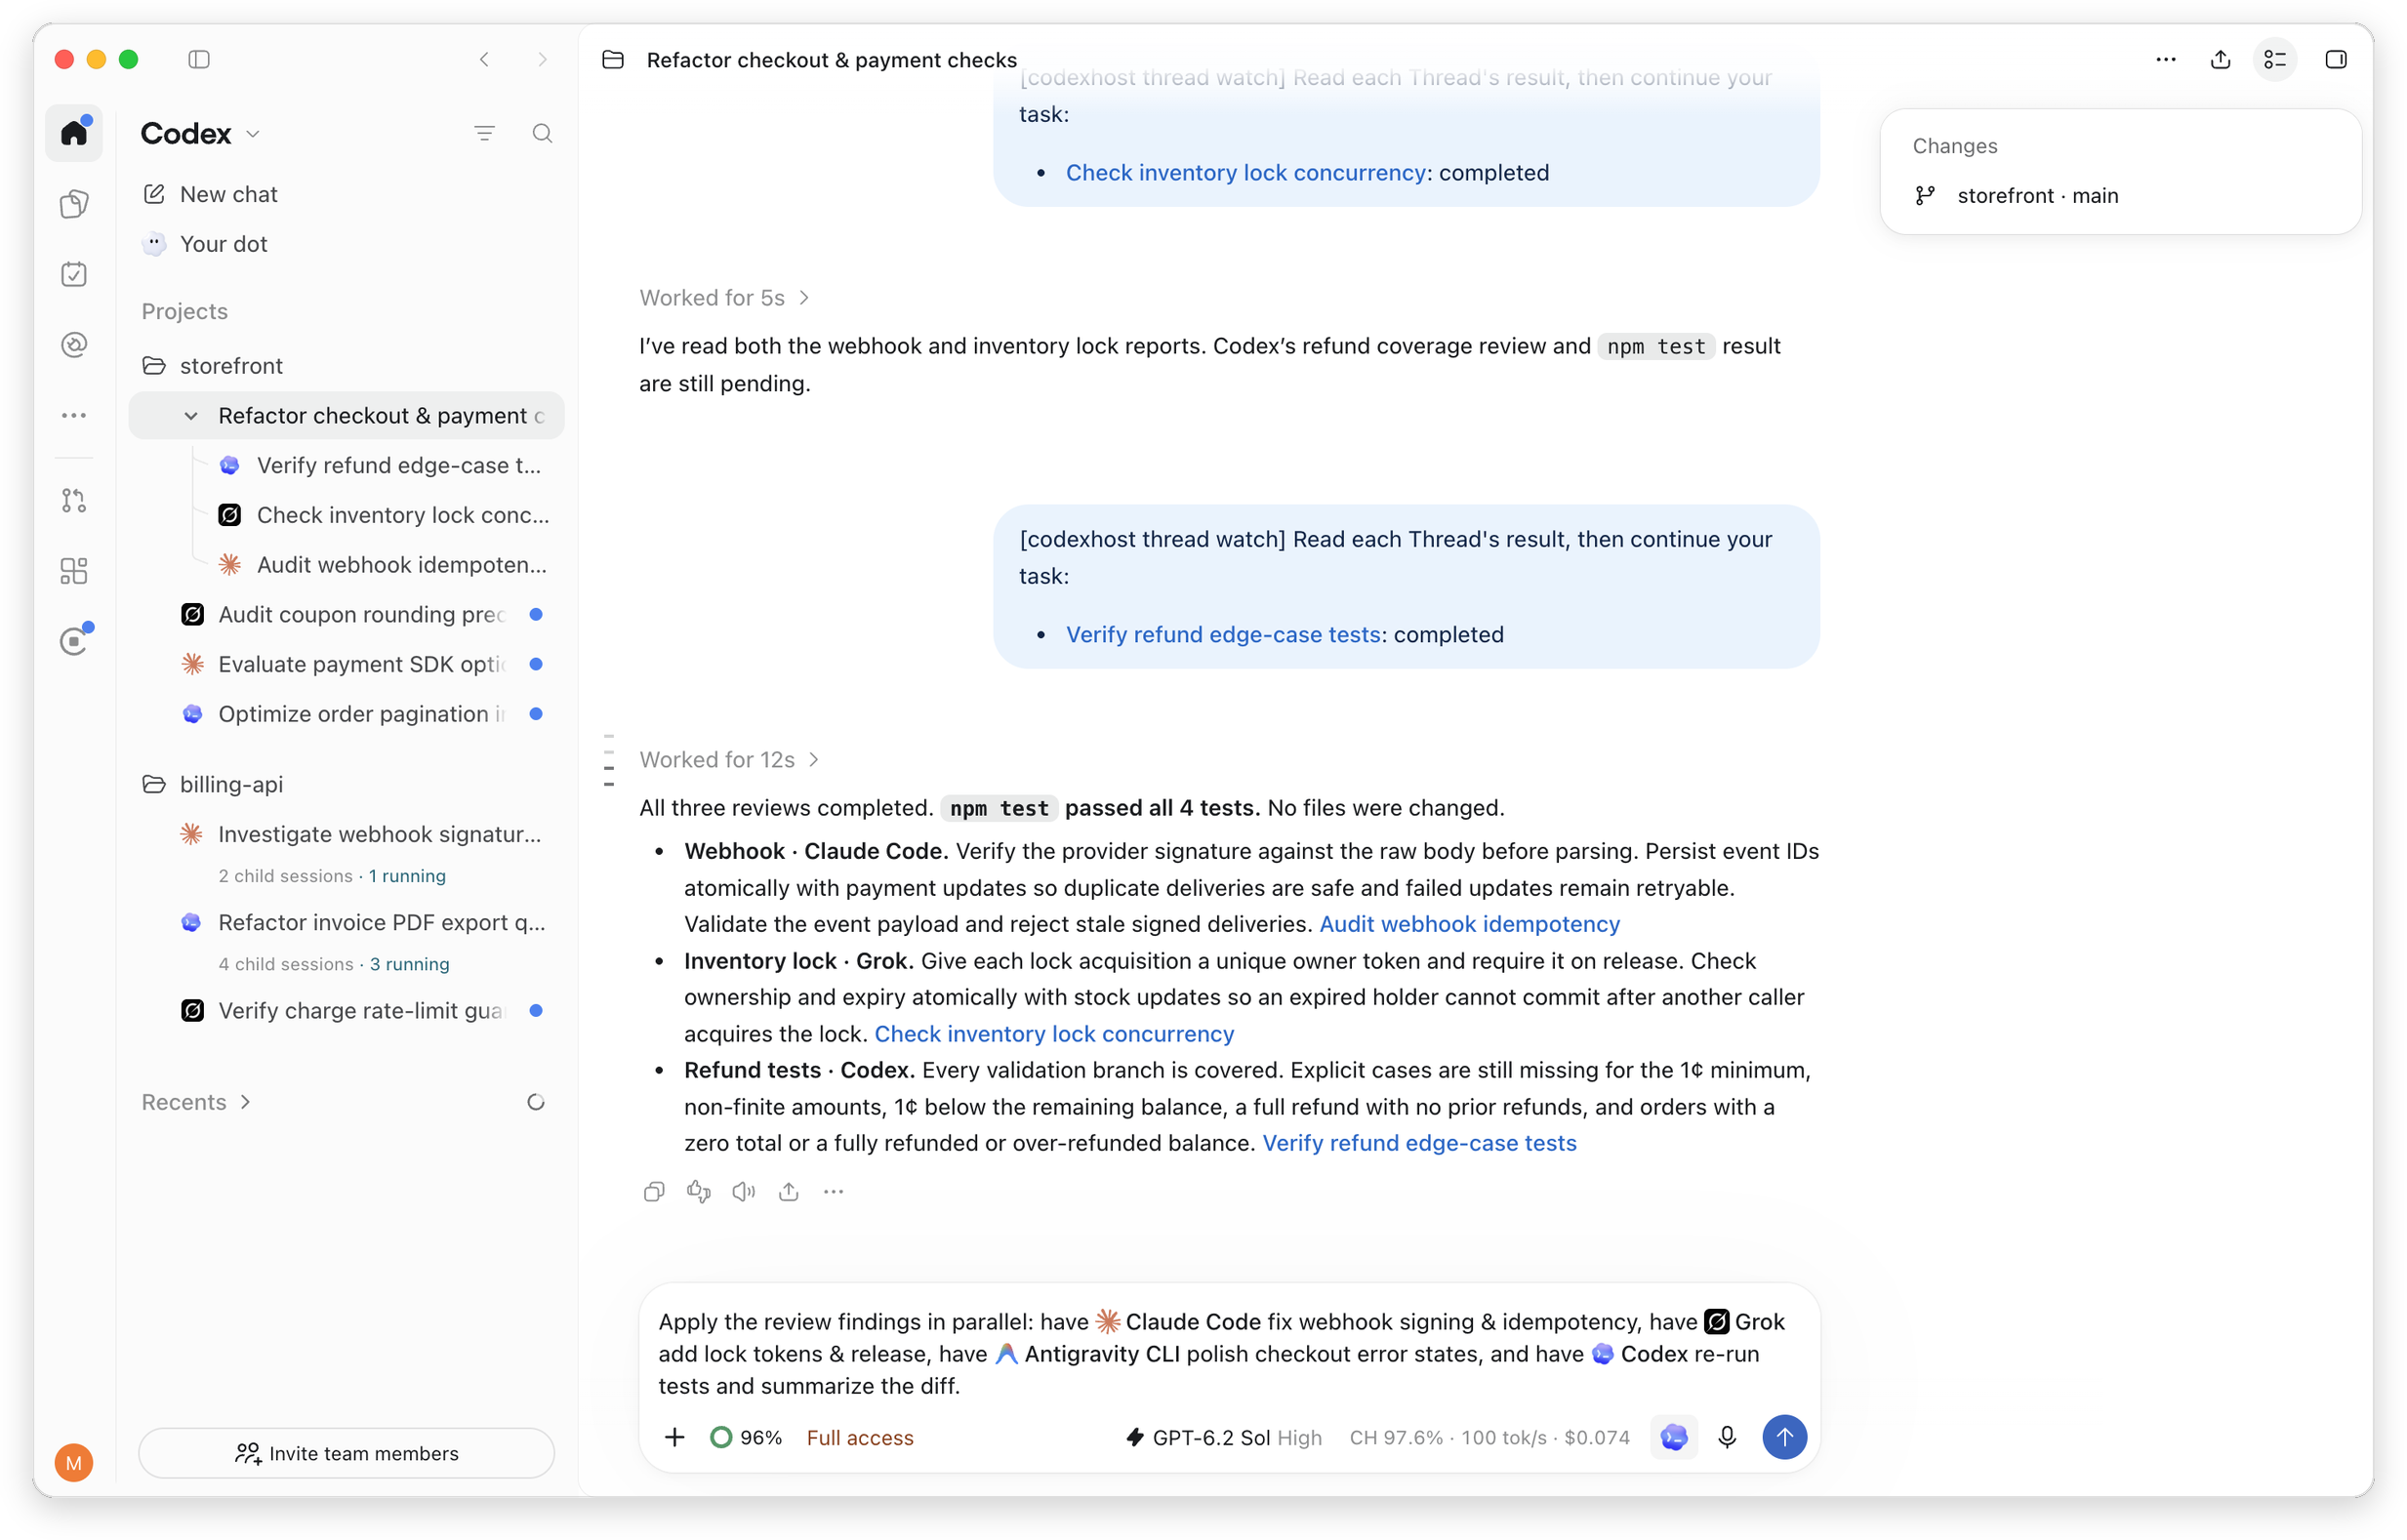 Codex
New chat
Your dot
Projects
storefront
Refactor checkout & payment c
Verify refund edge-case t...
Check inventory lock conc...
Audit webhook idempoten...
Audit coupon rounding prec
Evaluate payment SDK optic
Optimize order pagination in
billing-api
Investigate webhook signatur...
2 child sessions · 1 running
Refactor invoice PDF export q...
4 child sessions · 3 running
Verify charge rate-limit guar
Recents
M
Invite team members
Refactor checkout & payment checks
[codexhost thread watch] Read each Thread's result, then continue your
task:
• Check inventory lock concurrency: completed
Worked for 5s
I’ve read both the webhook and inventory lock reports. Codex’s refund coverage review and npm test result
are still pending.
[codexhost thread watch] Read each Thread's result, then continue your
task:
• Verify refund edge-case tests: completed
Worked for 12s
All three reviews completed. npm test passed all 4 tests. No files were changed.
• Webhook · Claude Code. Verify the provider signature against the raw body before parsing. Persist event IDs
atomically with payment updates so duplicate deliveries are safe and failed updates remain retryable.
Validate the event payload and reject stale signed deliveries. Audit webhook idempotency
• Inventory lock · Grok. Give each lock acquisition a unique owner token and require it on release. Check
ownership and expiry atomically with stock updates so an expired holder cannot commit after another caller
acquires the lock. Check inventory lock concurrency
• Refund tests · Codex. Every validation branch is covered. Explicit cases are still missing for the 1¢ minimum,
non-finite amounts, 1¢ below the remaining balance, a full refund with no prior refunds, and orders with a
zero total or a fully refunded or over-refunded balance. Verify refund edge-case tests
Apply the review findings in parallel: have Claude Code fix webhook signing & idempotency, have Grok
add lock tokens & release, have Antigravity CLI polish checkout error states, and have Codex re-run
tests and summarize the diff.
96% Full access GPT-6.2 Sol High CH 97.6% · 100 tok/s · $0.074
Changes
storefront · main